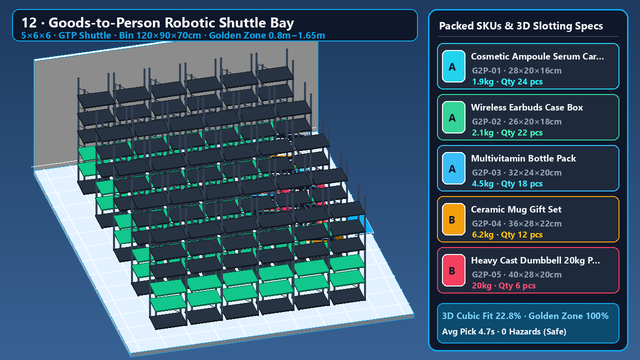 12 · Goods-to-Person Robotic Shuttle Bay
5×6×6 · GTP Shuttle · Bin 120×90×70cm · Golden Zone 0.8m–1.65m
Packed SKUs & 3D Slotting Specs
A
Cosmetic Ampoule Serum Car...
G2P-01 · 28×20×16cm
1.9kg · Qty 24 pcs
A
Wireless Earbuds Case Box
G2P-02 · 26×20×18cm
2.1kg · Qty 22 pcs
A
Multivitamin Bottle Pack
G2P-03 · 32×24×20cm
4.5kg · Qty 18 pcs
B
Ceramic Mug Gift Set
G2P-04 · 36×28×22cm
6.2kg · Qty 12 pcs
B
Heavy Cast Dumbbell 20kg P...
G2P-05 · 40×28×20cm
20kg · Qty 6 pcs
3D Cubic Fit 22.8% · Golden Zone 100%
Avg Pick 4.7s · 0 Hazards (Safe)